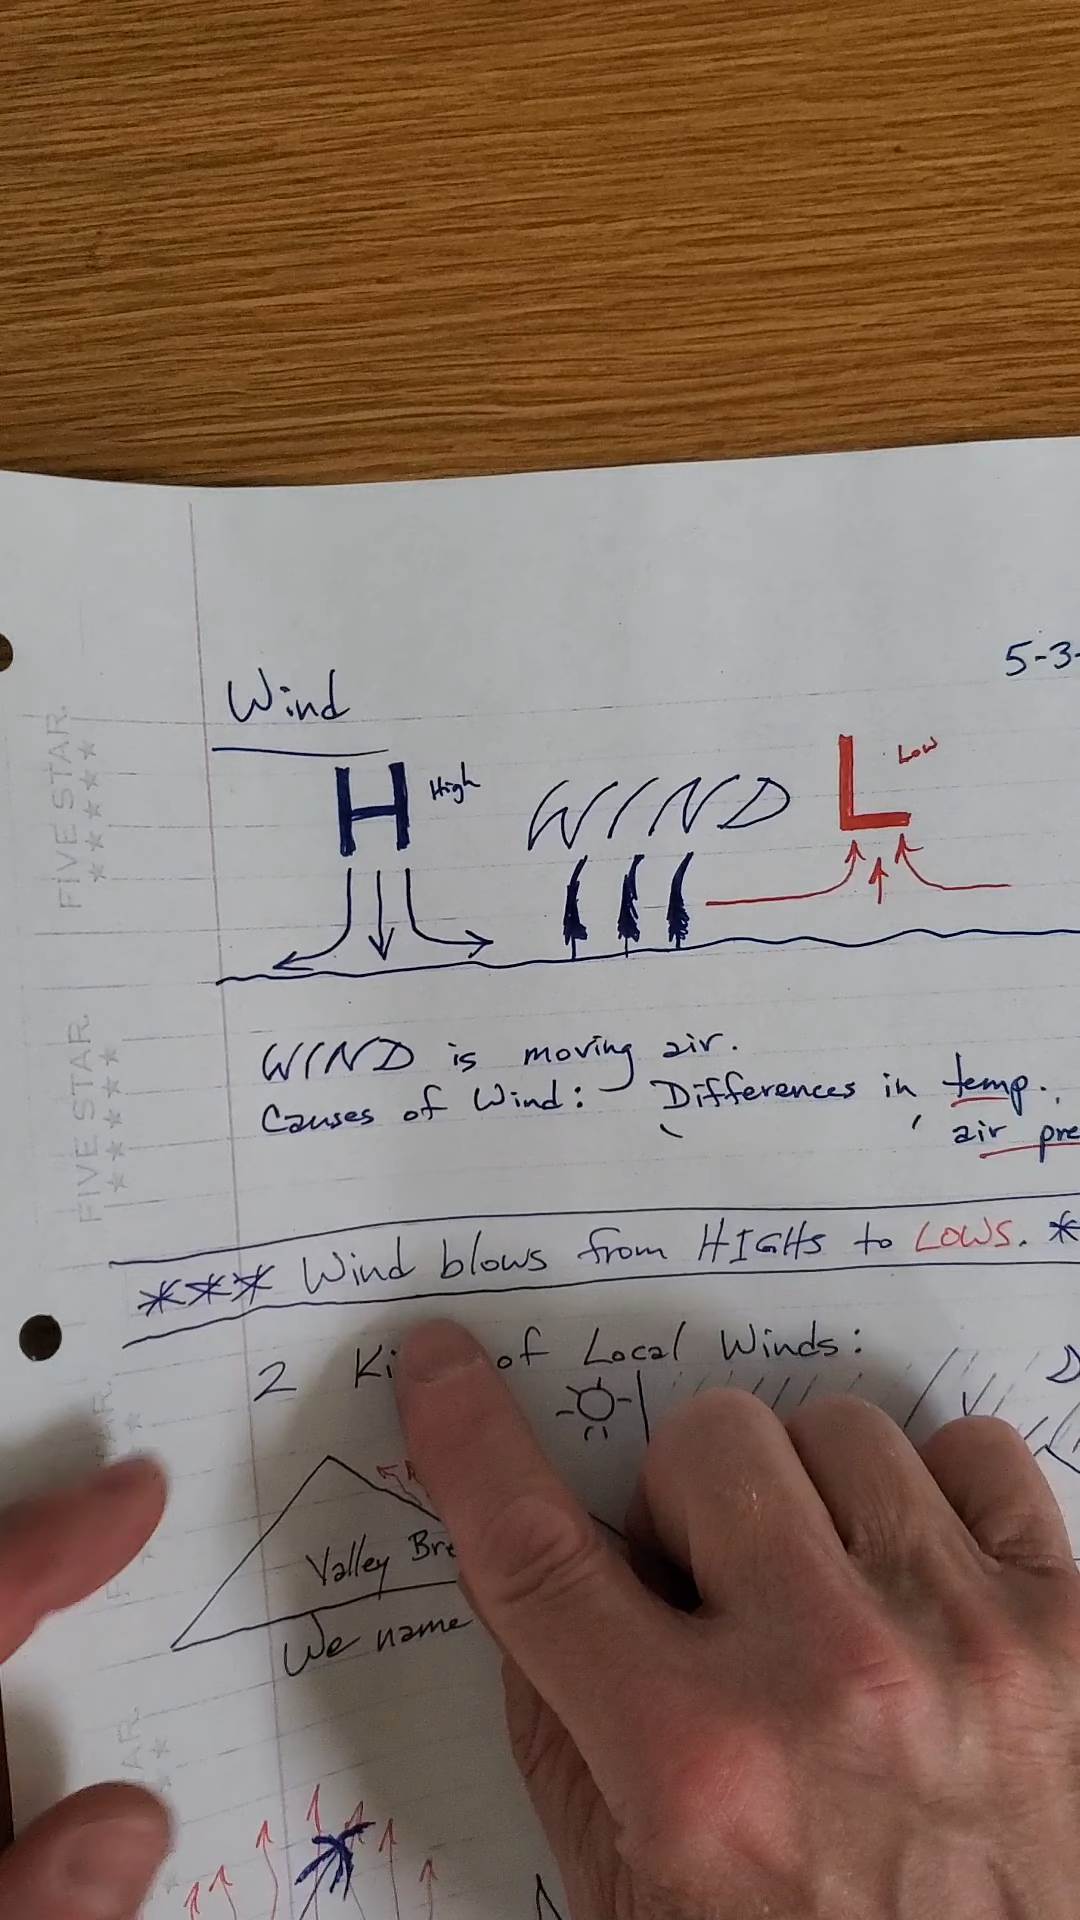 5-3-
Wind
H High
WIND
L Low
WIND is moving air.
Causes of Wind: Differences in temp.
air pre
*** Wind blows from HIGHs to LOWS. *
2 Ki of Local Winds:
Valley Bre
We name
FIVE STAR
FIVE STAR